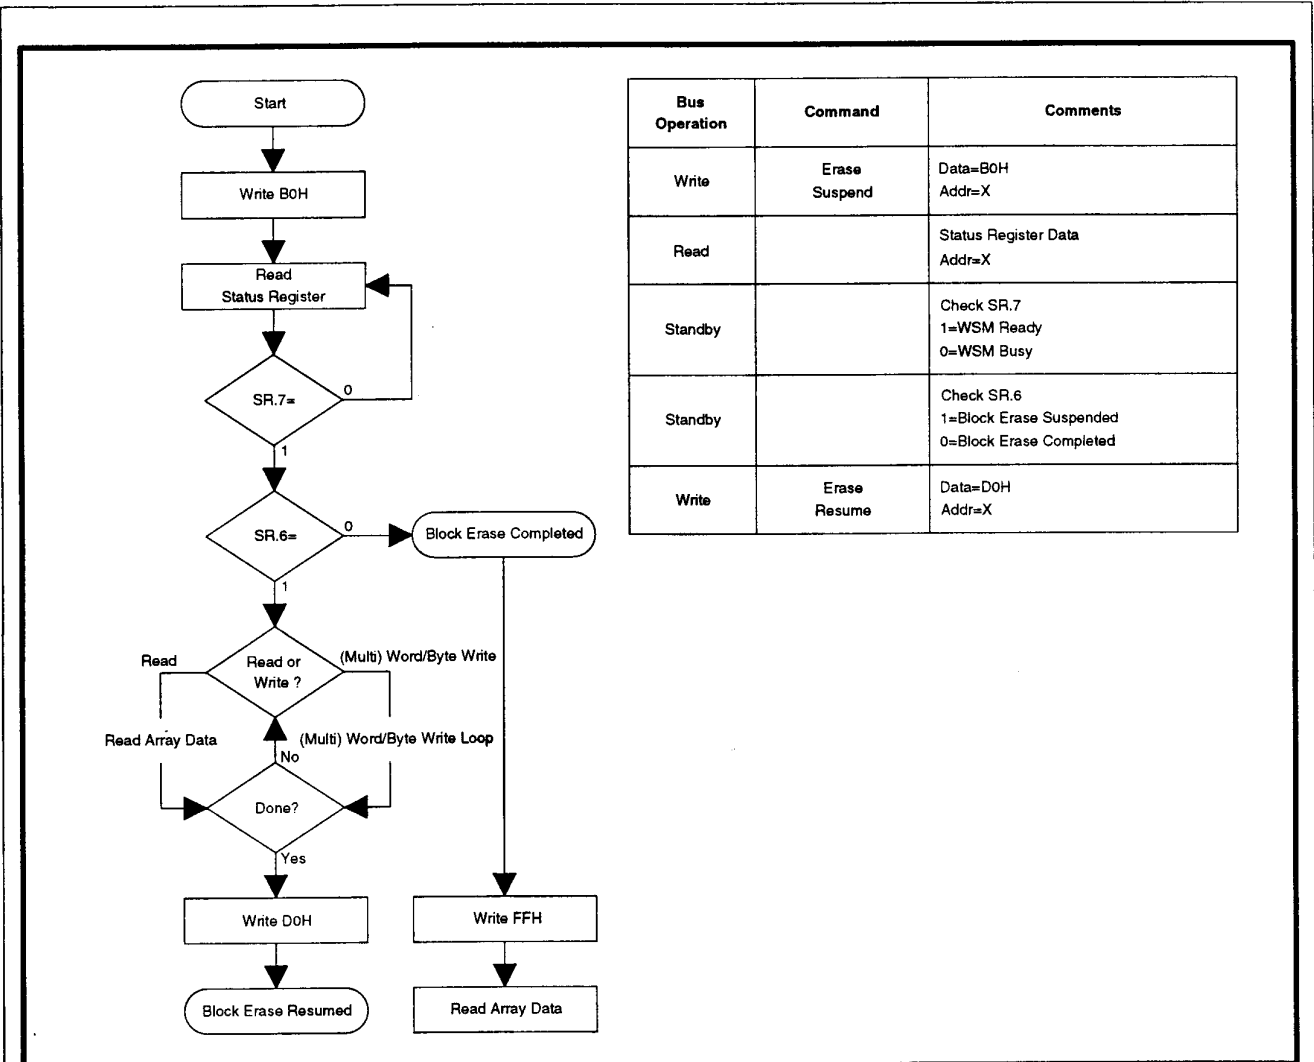 Start
Write B0H
Read
Status Register
SR.7=
0
1
SR.6=
0
Block Erase Completed
1
Read or
Write ?
Read
(Multi) Word/Byte Write
Read Array Data
(Multi) Word/Byte Write Loop
No
Done?
Yes
Write D0H
Write FFH
Block Erase Resumed
Read Array Data
Bus
Operation
Command
Comments
Write
Erase
Suspend
Data=B0H
Addr=X
Read
Status Register Data
Addr=X
Standby
Check SR.7
1=WSM Ready
0=WSM Busy
Standby
Check SR.6
1=Block Erase Suspended
0=Block Erase Completed
Write
Erase
Resume
Data=D0H
Addr=X